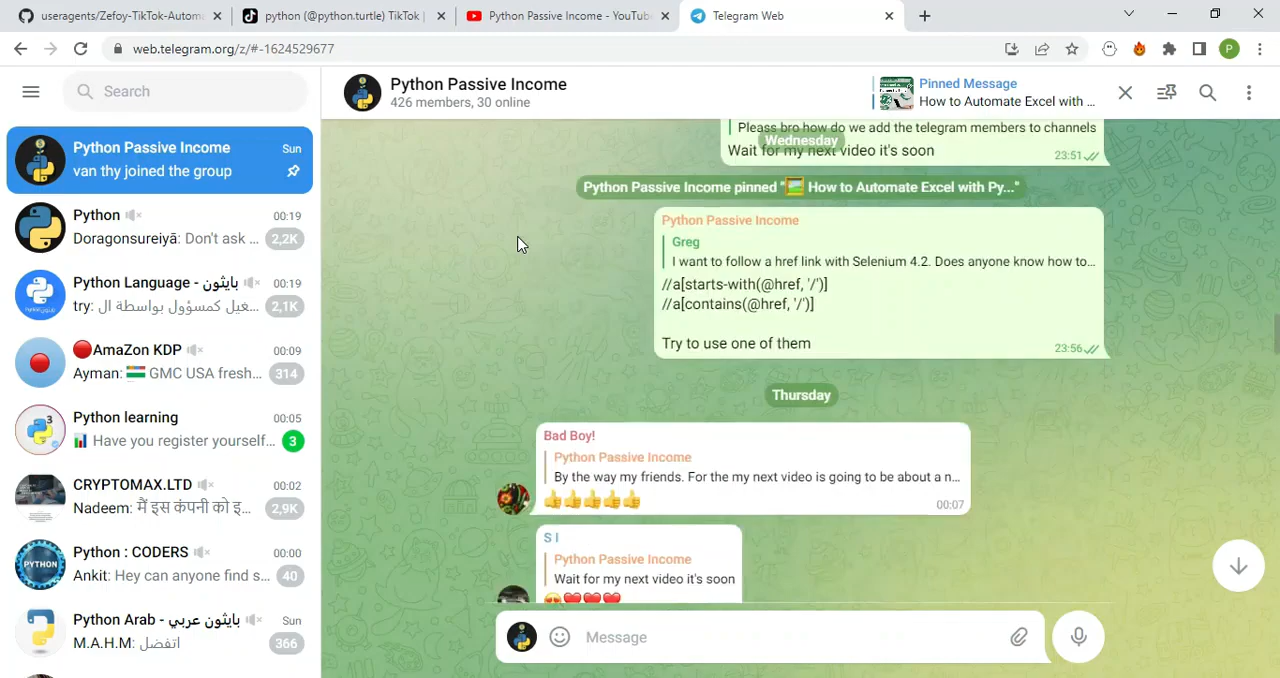 useragents/Zefoy-TikTok-Autom
python (@python.turtle) TikTok |
Python Passive Income - YouTub
Telegram Web
web.telegram.org/z/#-1624529677
P
Search
Python Passive Income
Sun
van thy joined the group
Python
00:19
Doragonsureiyā: Don't ask ...
2,2K
Python Language - بايثون
00:19
try: غيل كمسؤول بواسطة ال...
2,1K
🔴AmaZon KDP
00:09
Ayman: 🇮🇳 GMC USA fresh...
314
Python learning
00:05
📊 Have you register yourself...
3
CRYPTOMAX.LTD
00:02
Nadeem: मैं इस कंपनी को इ...
2,9K
PYTHON
Python : CODERS
00:00
Ankit: Hey can anyone find s...
40
Python Arab - بايثون عربي
Sun
M.A.H.M: اتفضل
366
Python Passive Income
426 members, 30 online
Pinned Message
How to Automate Excel with ...
Please bro how do we add the telegram members to channels
Wednesday
Wait for my next video it's soon
23:51
Python Passive Income pinned "🖼 How to Automate Excel with Py..."
Python Passive Income
Greg
I want to follow a href link with Selenium 4.2. Does anyone know how to...
//a[starts-with(@href, '/')]
//a[contains(@href, '/')]
Try to use one of them
23:56
Thursday
Bad Boy!
Python Passive Income
By the way my friends. For the my next video is going to be about a n...
👍👍👍👍👍
00:07
S I
Python Passive Income
Wait for my next video it's soon
😍❤❤❤
Message